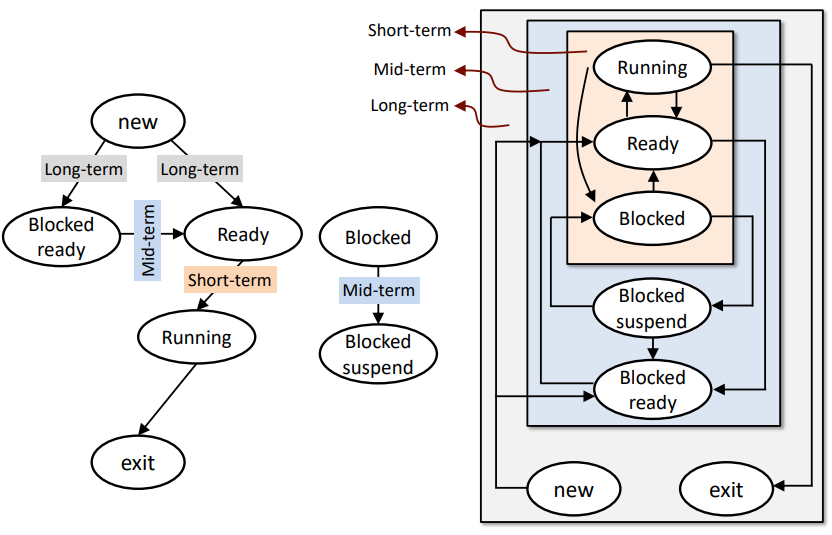 new
Long-term
Long-term
Blocked
ready
Mid-term
Ready
Short-term
Running
exit
Blocked
Mid-term
Blocked
suspend
Short-term
Mid-term
Long-term
Running
Ready
Blocked
Blocked
suspend
Blocked
ready
new
exit